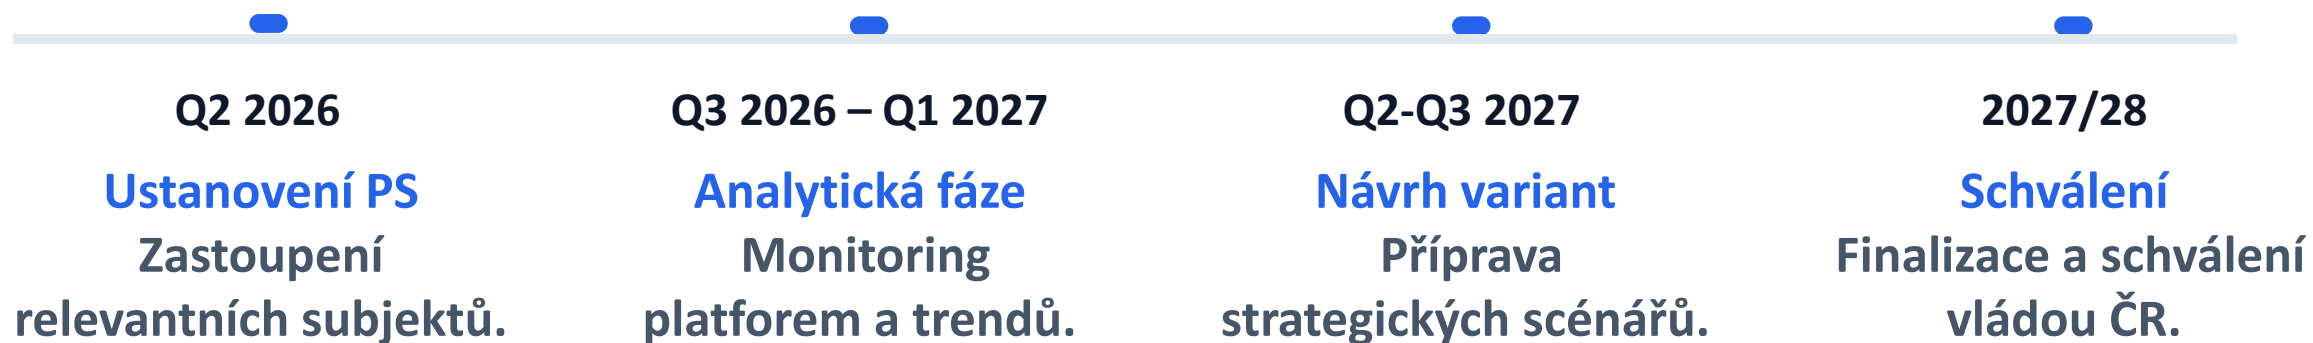 Q2 2026
Ustanovení PS
Zastoupení
relevantních subjektů.
Q3 2026 – Q1 2027
Analytická fáze
Monitoring
platforem a trendů.
Q2-Q3 2027
Návrh variant
Příprava
strategických scénářů.
2027/28
Schválení
Finalizace a schválení
vládou ČR.